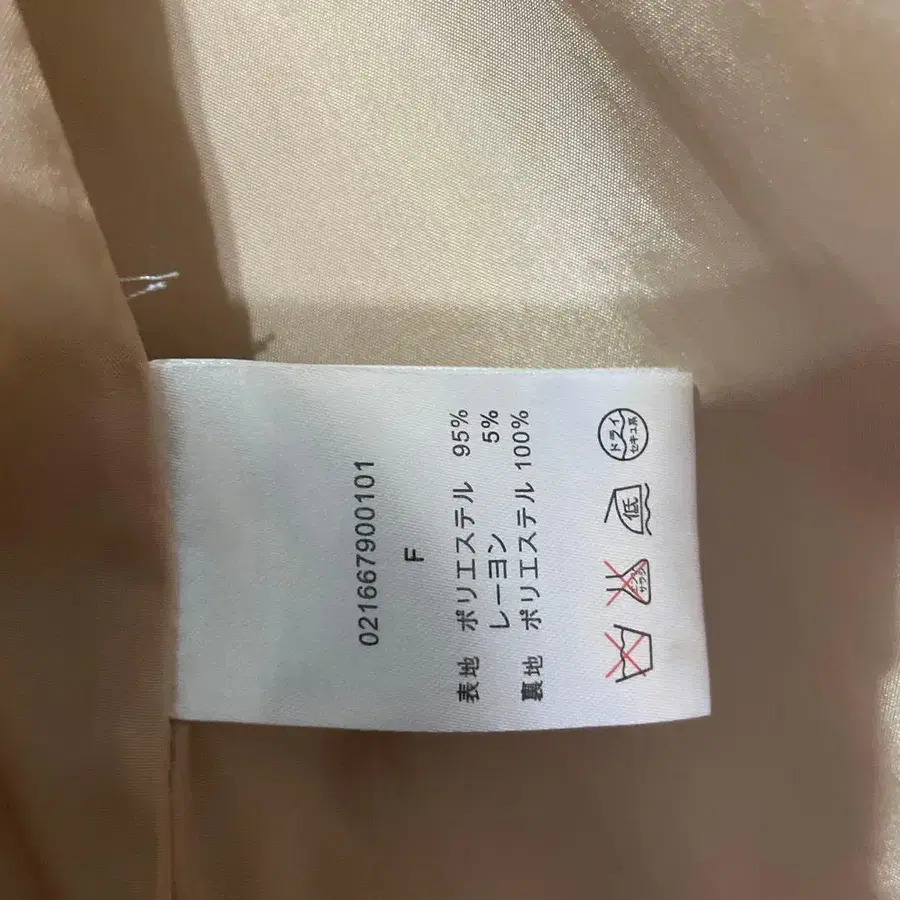 021667900101
F
表地 ポリエステル 95%
レーヨン 5%
裏地 ポリエステル 100%
低 ドライ
セキユ系